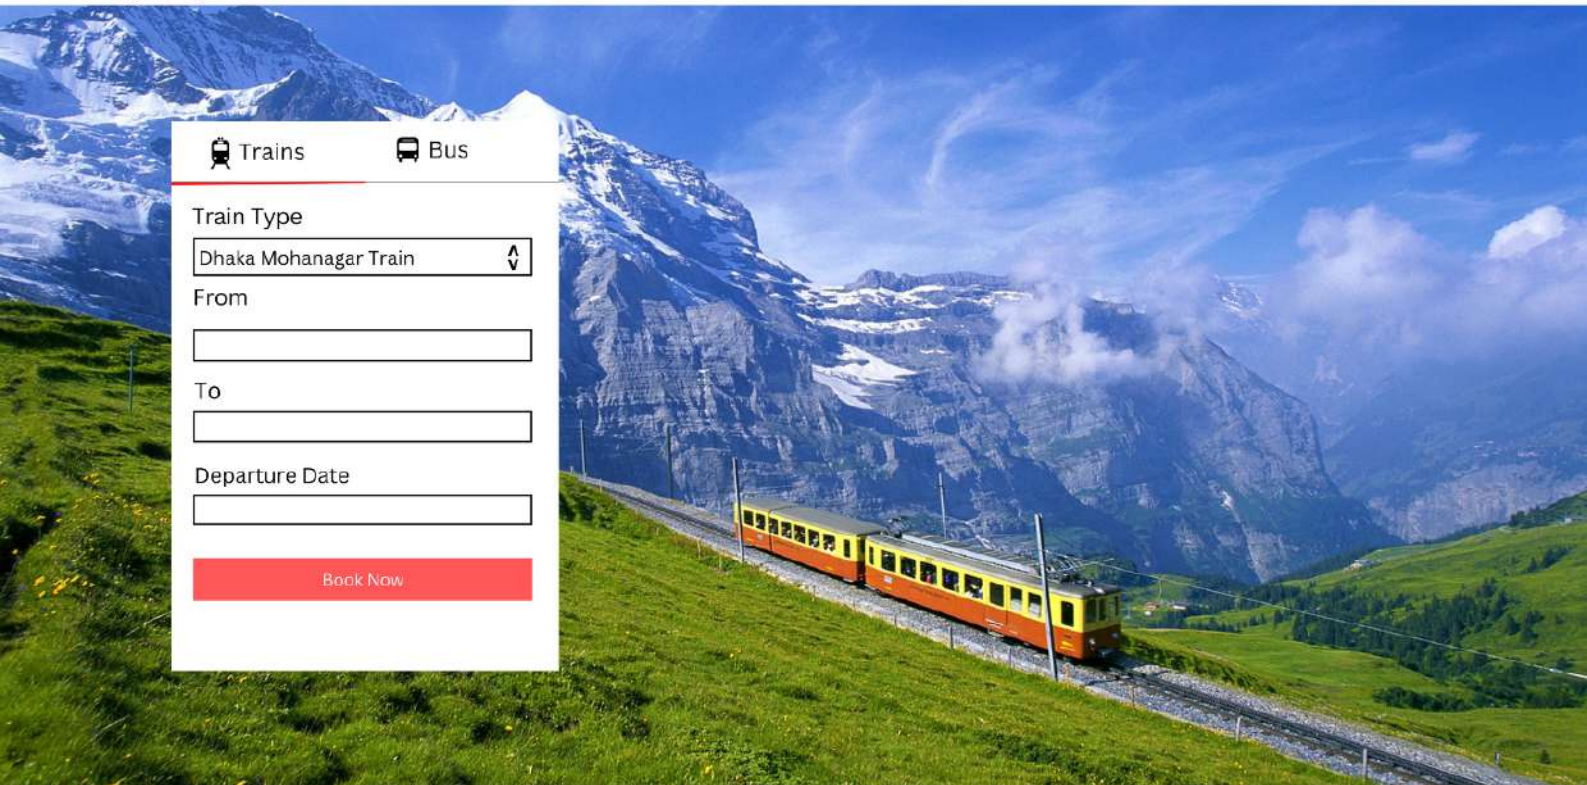 Trains
Bus
Train Type
Dhaka Mohanagar Train
From
To
Departure Date
Book Now